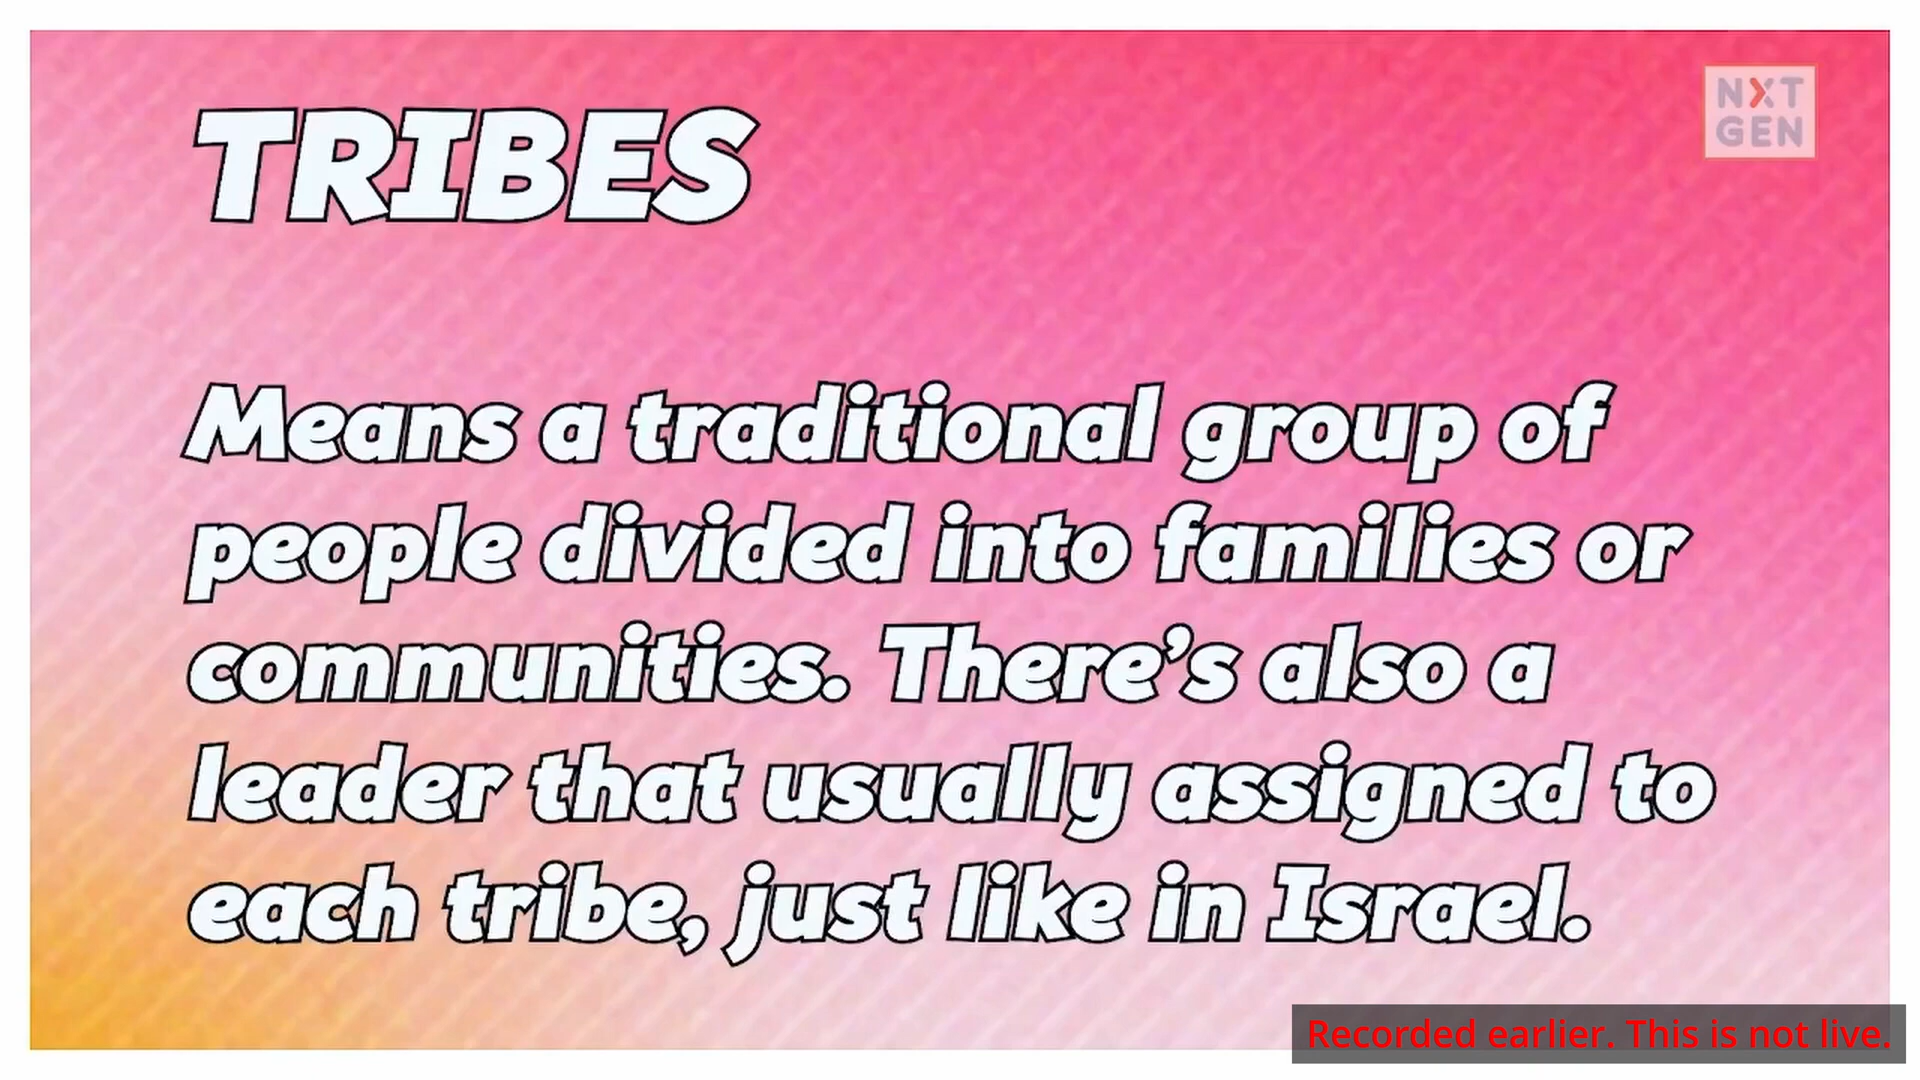 TRIBES
NXT
GEN
Means a traditional group of
people divided into families or
communities. There's also a
leader that usually assigned to
each tribe, just like in Israel.
Recorded earlier. This is not live.